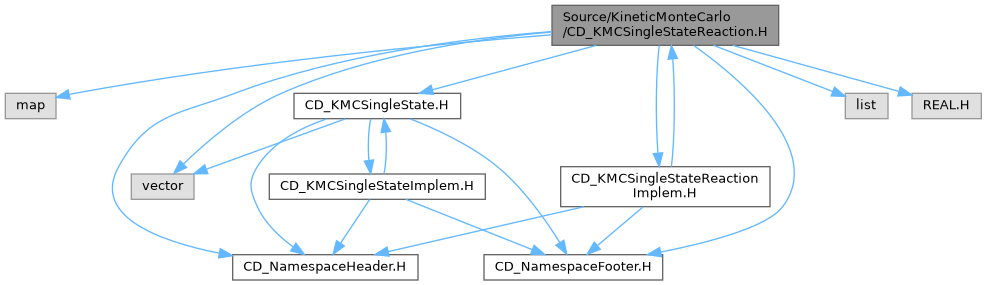 Source/KineticMonteCarlo
/CD_KMCSingleStateReaction.H
map
CD_KMCSingleState.H
list
REAL.H
vector
CD_KMCSingleStateImplem.H
CD_KMCSingleStateReaction
Implem.H
CD_NamespaceHeader.H
CD_NamespaceFooter.H